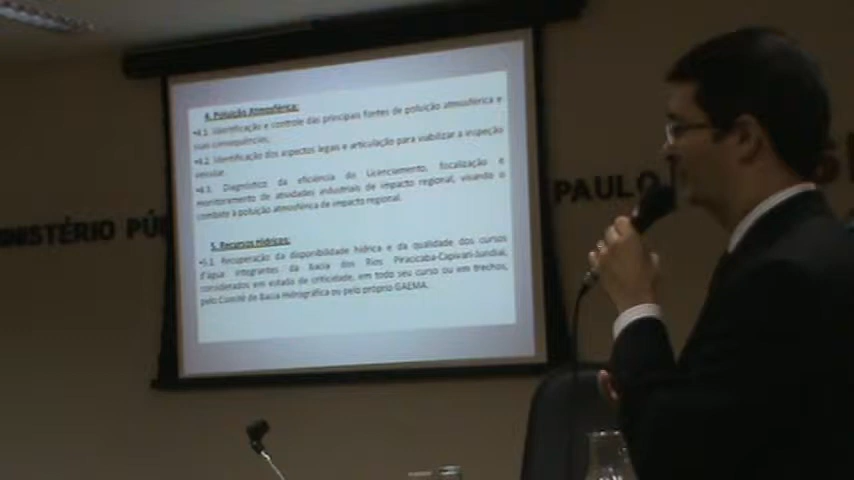 4. Poluição Atmosférica:
•4.1. Identificação e controle das principais fontes de poluição atmosférica e
suas consequências.
•4.2. Identificação dos aspectos legais e articulação para viabilizar a inspeção
veicular.
•4.3. Diagnóstico da eficiência do Licenciamento, fiscalização e
monitoramento de atividades industriais de impacto regional, visando o
combate à poluição atmosférica de impacto regional.
5. Recursos Hídricos:
•5.1. Recuperação da disponibilidade hídrica e da qualidade dos cursos
d'água integrantes da Bacia dos Rios Piracicaba-Capivari-Jundiaí,
considerados em estado de criticidade, em todo seu curso ou em trechos,
pelo Comitê de Bacia Hidrográfica ou pelo próprio GAEMA.
NISTÉRIO PÚ
PAULO